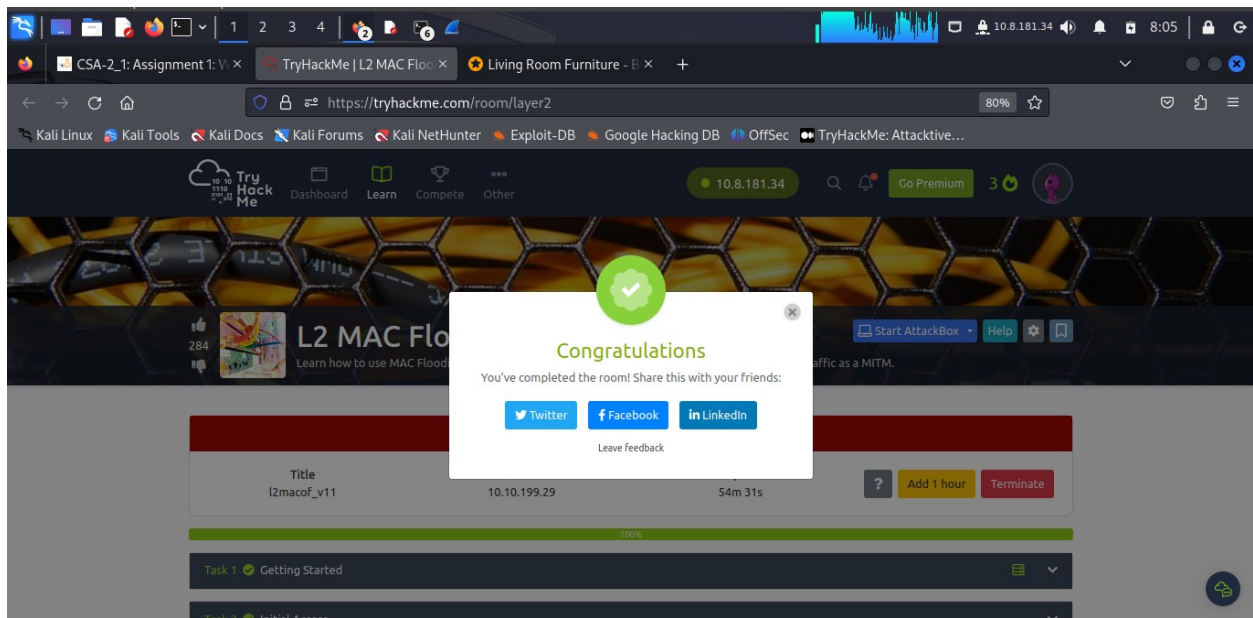 1 2 3 4 2 6 10.8.181.34 8:05
CSA-2_1: Assignment 1: W TryHackMe | L2 MAC Floo Living Room Furniture - B
https://tryhackme.com/room/layer2 80%
Kali Linux Kali Tools Kali Docs Kali Forums Kali NetHunter Exploit-DB Google Hacking DB OffSec TryHackMe: Attacktive…
Try
Hack
Me
Dashboard Learn Compete Other 10.8.181.34 Go Premium 3
284
L2 MAC Flo
Start AttackBox Help
Learn how to use MAC Floodi
affic as a MITM.
Congratulations
You've completed the room! Share this with your friends:
Twitter Facebook in LinkedIn
Leave feedback
Title
l2macof_v11 10.10.199.29 54m 31s ? Add 1 hour Terminate
100%
Task 1 Getting Started